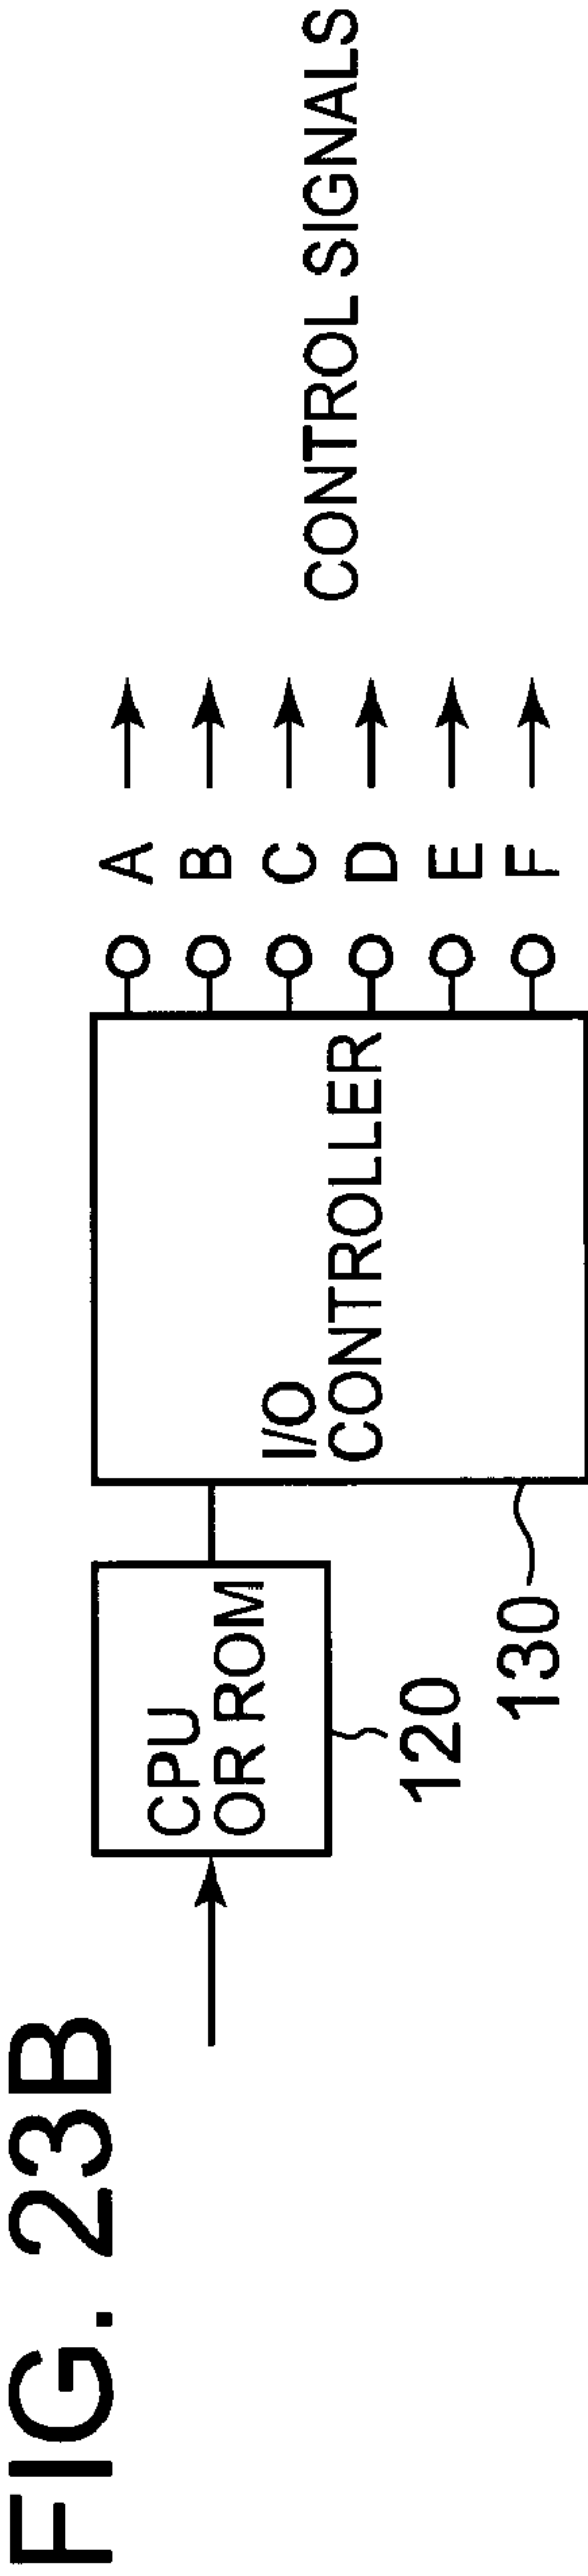 FIG. 23B
CPU
OR ROM
120
I/O
CONTROLLER
130
A
B
C
D
E
F
CONTROL SIGNALS